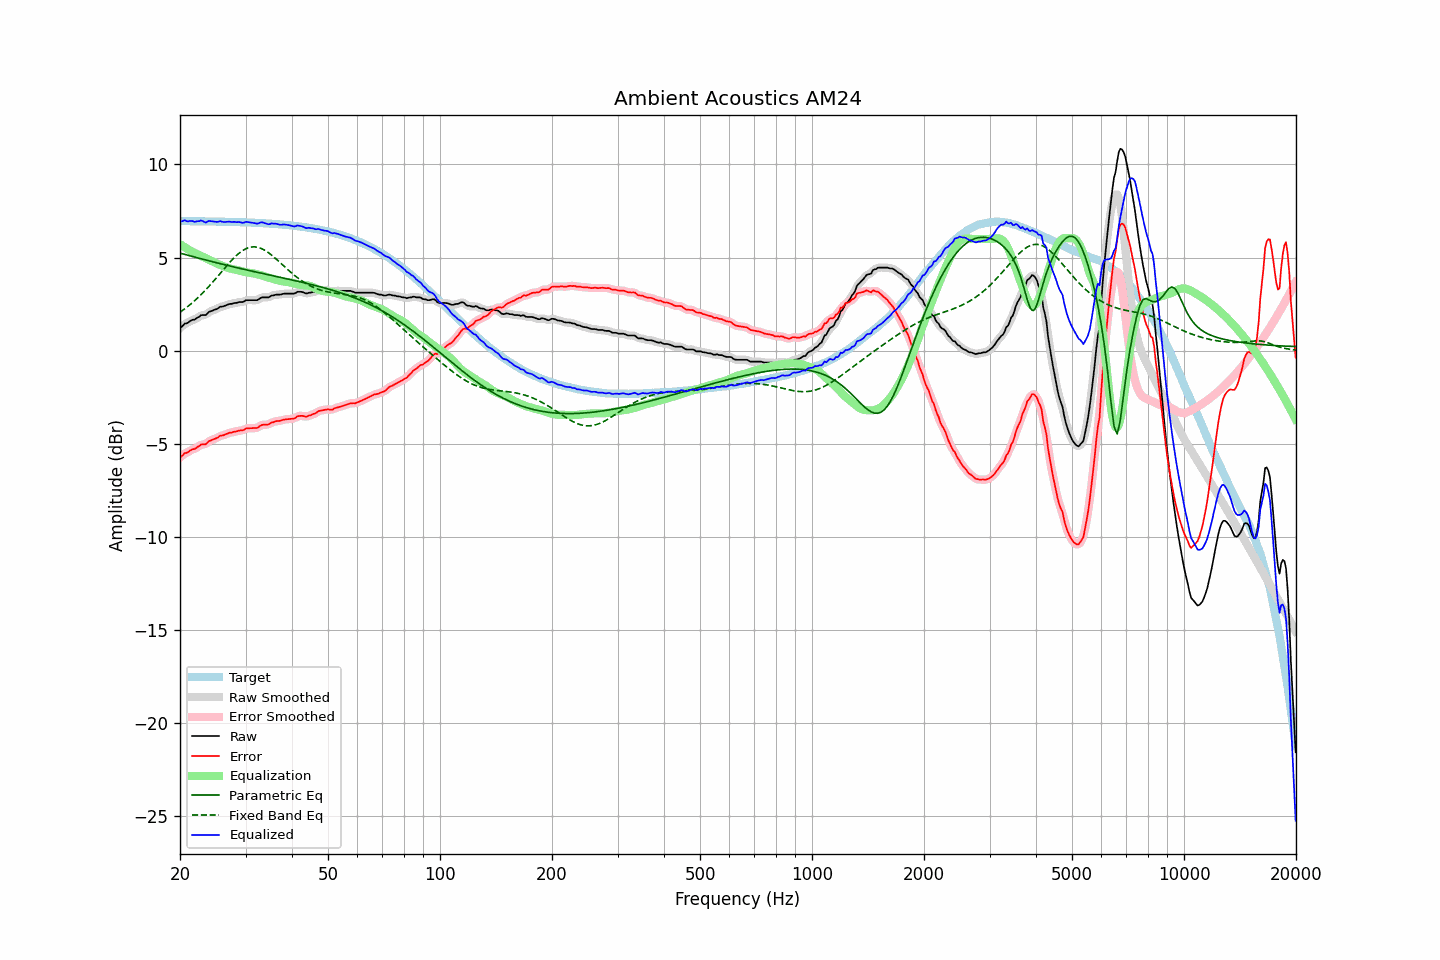 Ambient Acoustics AM24
10
5
0
−5
−10
−15
−20
−25
Amplitude (dBr)
Target
Raw Smoothed
Error Smoothed
Raw
Error
Equalization
Parametric Eq
Fixed Band Eq
Equalized
20 50 100 200 500 1000 2000 5000 10000 20000
Frequency (Hz)